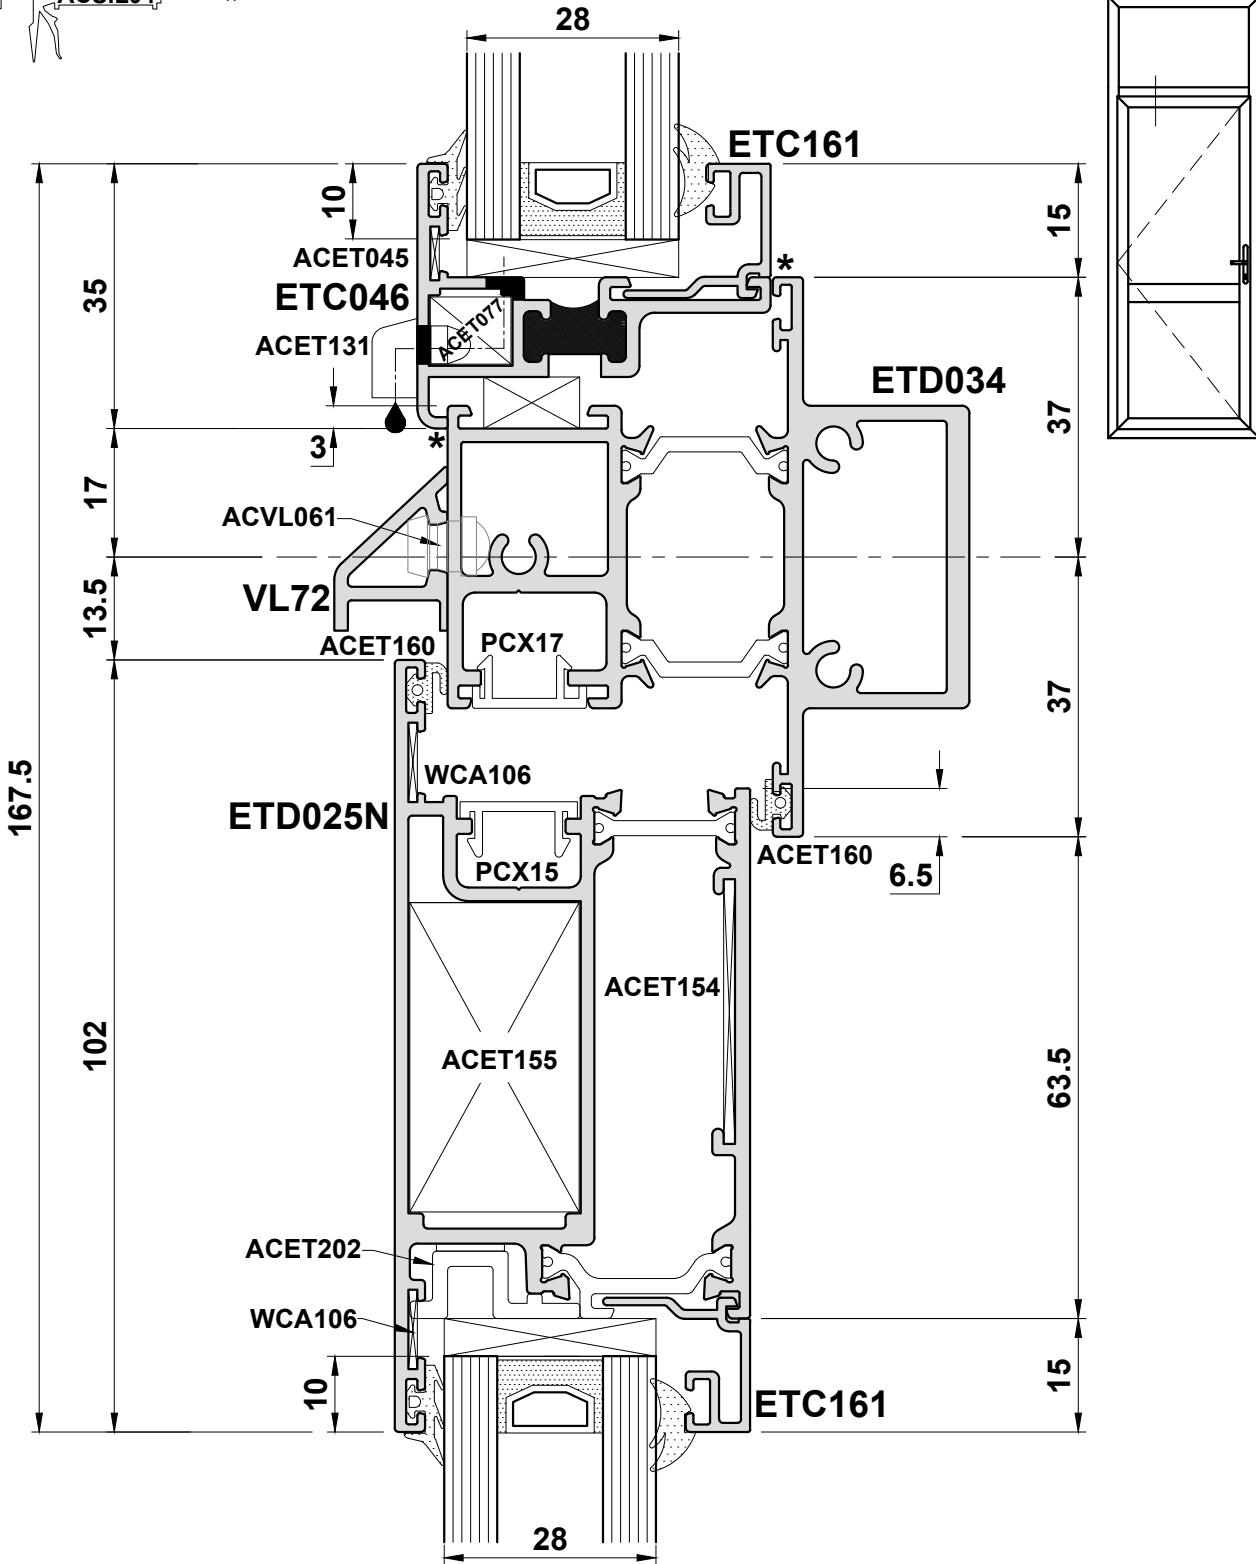 28
ETC161
10
15
ACET045
*
ETC046
35
ACET077
ACET131
ETD034
37
3
*
17
ACVL061
13.5
VL72
ACET160
PCX17
37
167.5
WCA106
ETD025N
ACET160
PCX15
6.5
ACET154
102
ACET155
63.5
ACET202
WCA106
10
15
ETC161
28